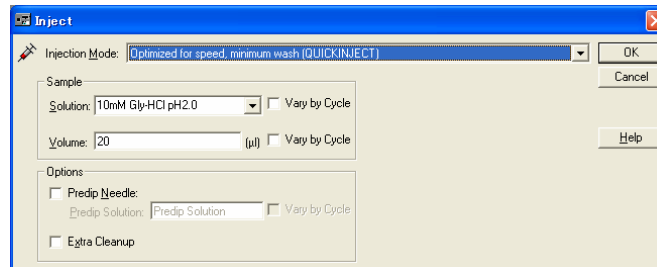 Inject
Injection Mode: Optimized for speed, minimum wash (QUICKINJECT)
OK
Cancel
Help
Sample
Solution: 10mM Gly-HCl pH2.0 Vary by Cycle
Volume: 20 (µl) Vary by Cycle
Options
Predip Needle:
Predip Solution: Predip Solution Vary by Cycle
Extra Cleanup